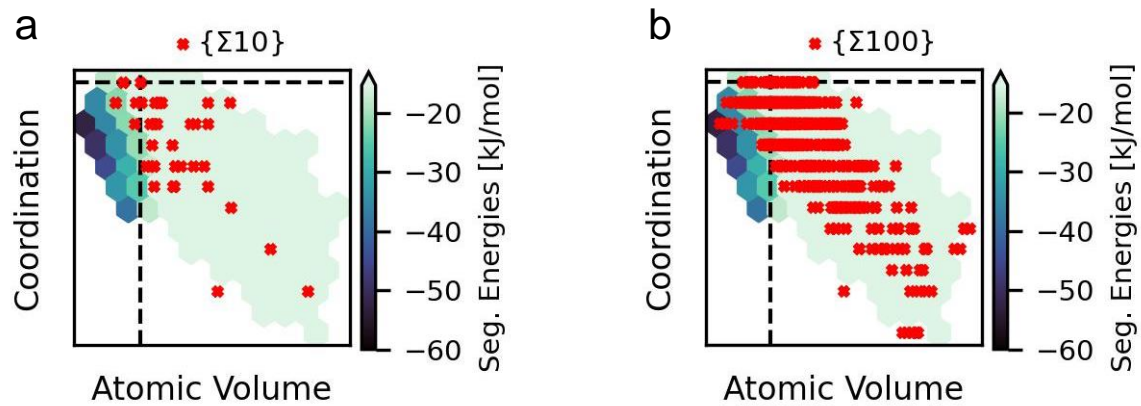 a
{Σ10}
Coordination
Atomic Volume
−20
−30
−40
−50
−60
Seg. Energies [kJ/mol]
b
{Σ100}
Coordination
Atomic Volume
−20
−30
−40
−50
−60
Seg. Energies [kJ/mol]